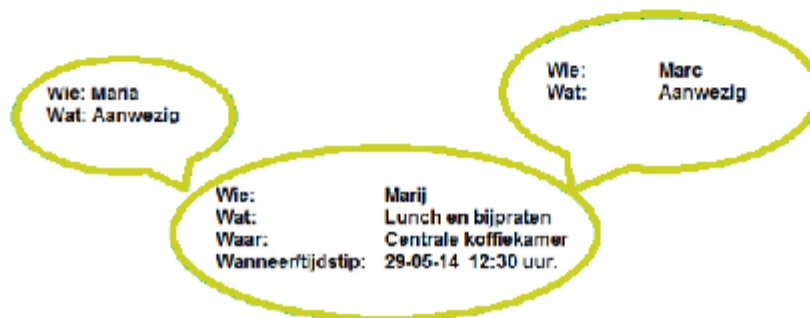 Wie: Maria
Wat: Aanwezig
Wie: Marc
Wat: Aanwezig
Wie: Marij
Wat: Lunch en bijpraten
Waar: Centrale koffiekamer
Wanneer/tijdstip: 29-05-14 12:30 uur.